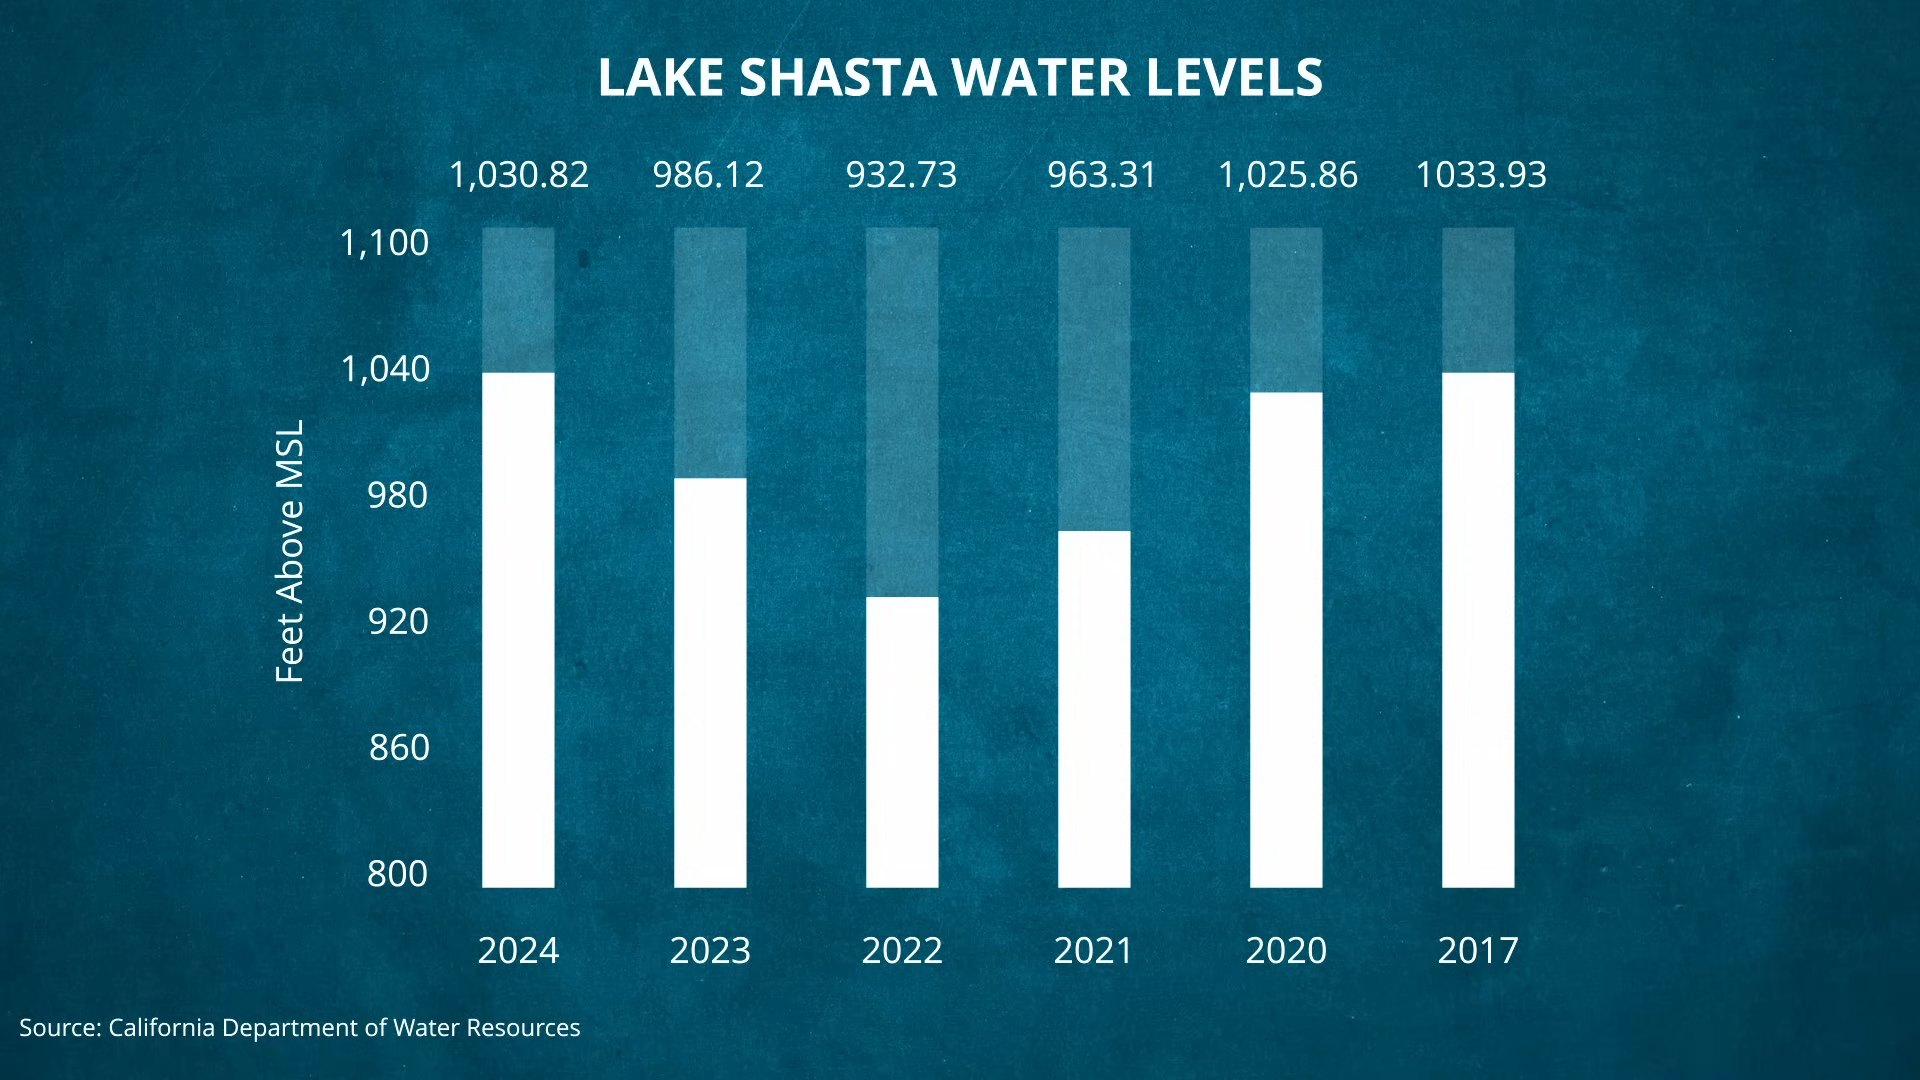 LAKE SHASTA WATER LEVELS
1,030.82 986.12 932.73 963.31 1,025.86 1033.93
1,100
1,040
980
920
860
800
Feet Above MSL
2024 2023 2022 2021 2020 2017
Source: California Department of Water Resources